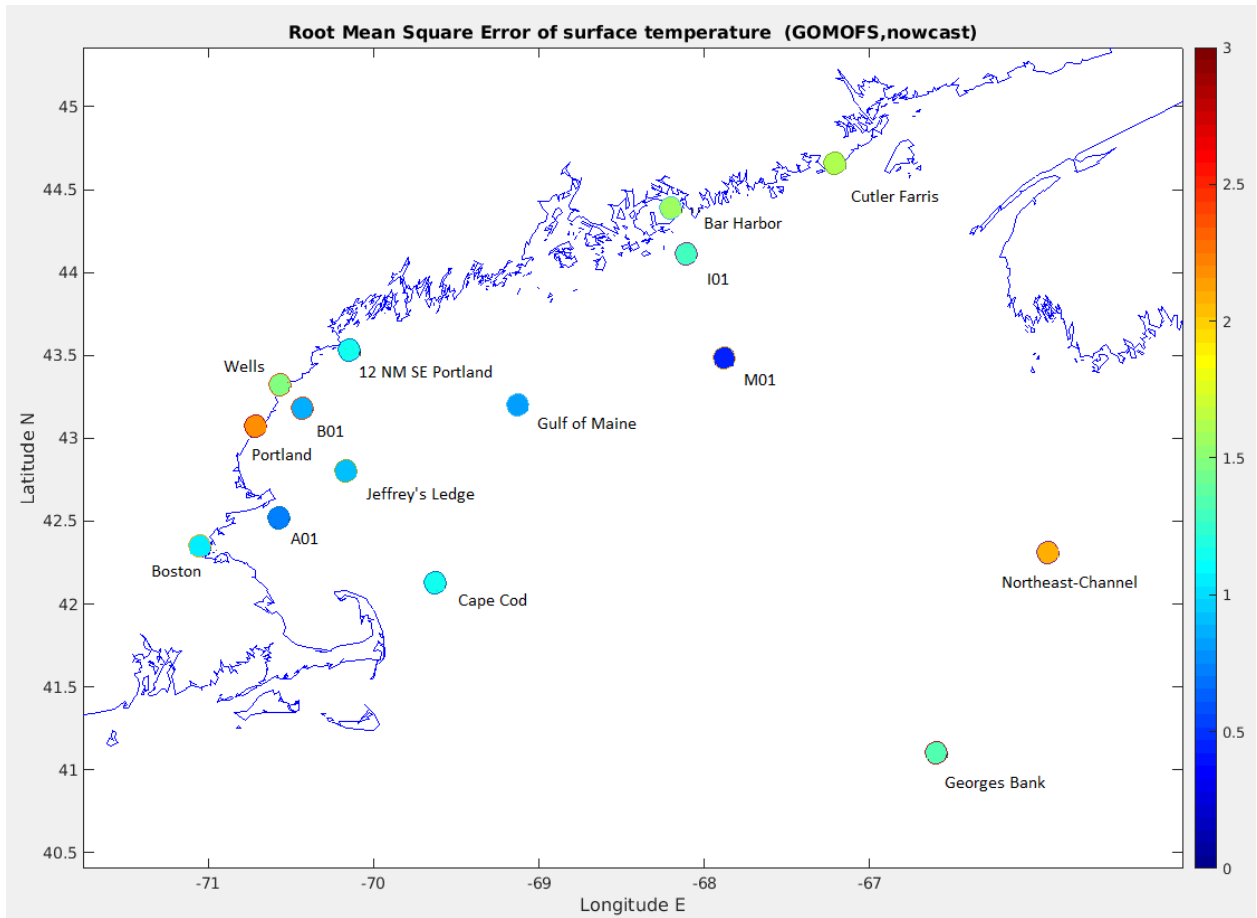 Root Mean Square Error of surface temperature (GOMOFS,nowcast)
3
45
2.5
44.5
Cutler Farris
Bar Harbor
44
I01
2
43.5
Wells
12 NM SE Portland
M01
Gulf of Maine
B01
43
Latitude N
Portland
1.5
Jeffrey's Ledge
42.5
A01
Boston
Northeast-Channel
1
42
Cape Cod
41.5
0.5
41
Georges Bank
40.5
0
-71
-70
-69
-68
-67
Longitude E